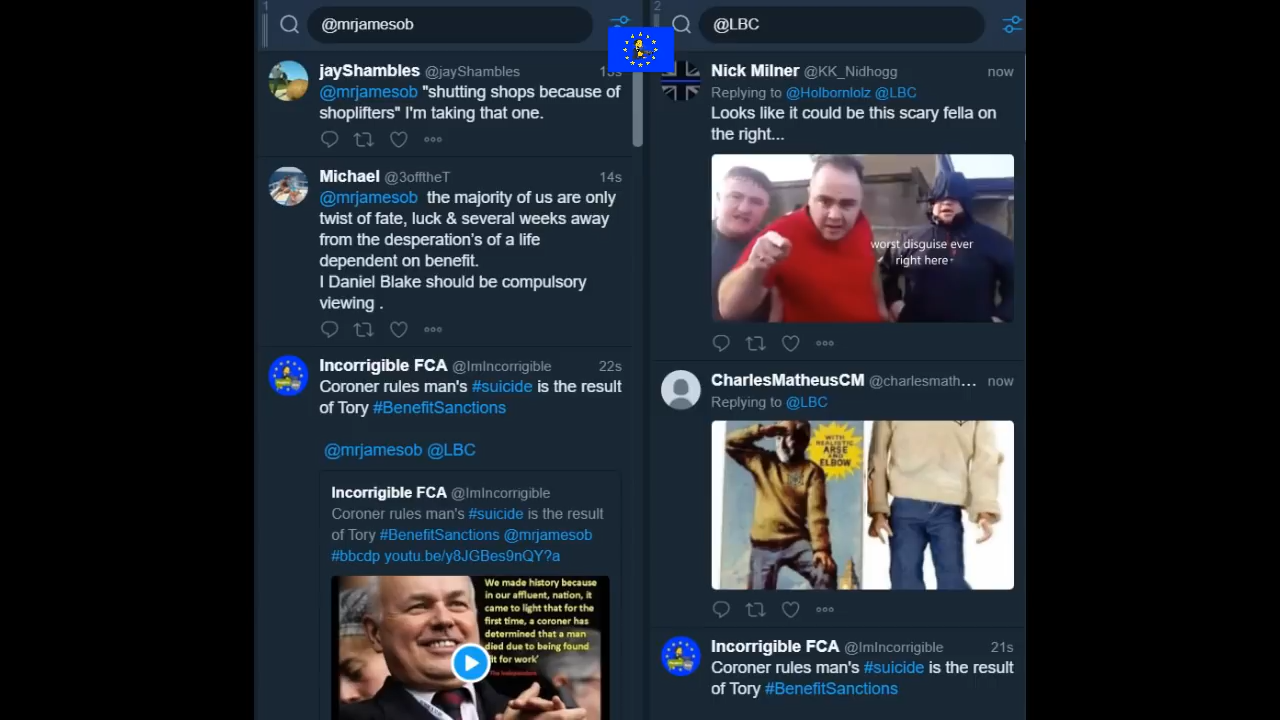 1
@mrjamesob
jayShambles @jayShambles 13s
@mrjamesob "shutting shops because of
shoplifters" I'm taking that one.
Michael @3offtheT 14s
@mrjamesob the majority of us are only
twist of fate, luck & several weeks away
from the desperation's of a life
dependent on benefit.
I Daniel Blake should be compulsory
viewing .
Incorrigible FCA @ImIncorrigible 22s
Coroner rules man's #suicide is the result
of Tory #BenefitSanctions
@mrjamesob @LBC
Incorrigible FCA @ImIncorrigible
Coroner rules man's #suicide is the result
of Tory #BenefitSanctions @mrjamesob
#bbcdp youtu.be/y8JGBes9nQY?a
We made history because
in our affluent, nation, it
came to light that for the
first time, a coroner has
determined that a man
died due to being found
fit for work'
The Independent
2
@LBC
Nick Milner @KK_Nidhogg now
Replying to @Holbornlolz @LBC
Looks like it could be this scary fella on
the right...
worst disguise ever
right here
CharlesMatheusCM @charlesmath... now
Replying to @LBC
WITH
REALISTIC
ARSE
AND
ELBOW
Incorrigible FCA @ImIncorrigible 21s
Coroner rules man's #suicide is the result
of Tory #BenefitSanctions